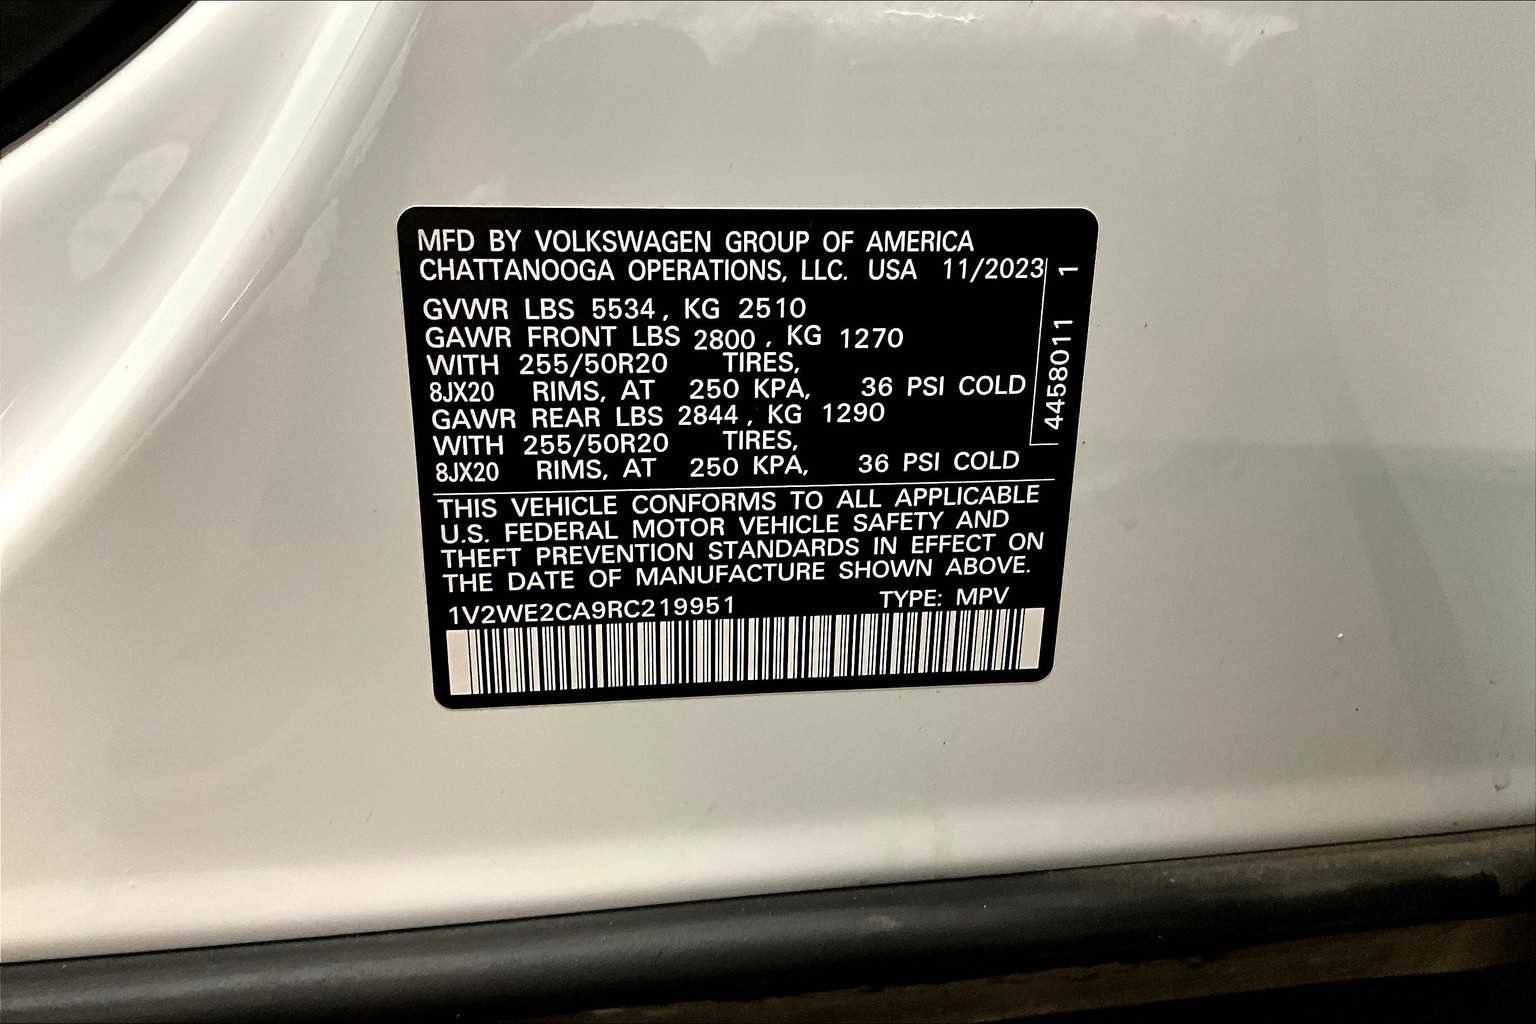 MFD BY VOLKSWAGEN GROUP OF AMERICA
CHATTANOOGA OPERATIONS, LLC. USA 11/2023
GVWR LBS 5534, KG 2510
GAWR FRONT LBS 2800, KG 1270
WITH 255/50R20 TIRES,
8JX20 RIMS, AT 250 KPA, 36 PSI COLD
GAWR REAR LBS 2844, KG 1290
WITH 255/50R20 TIRES,
8JX20 RIMS, AT 250 KPA, 36 PSI COLD
4458011 1
THIS VEHICLE CONFORMS TO ALL APPLICABLE
U.S. FEDERAL MOTOR VEHICLE SAFETY AND
THEFT PREVENTION STANDARDS IN EFFECT ON
THE DATE OF MANUFACTURE SHOWN ABOVE.
1V2WE2CA9RC219951 TYPE: MPV